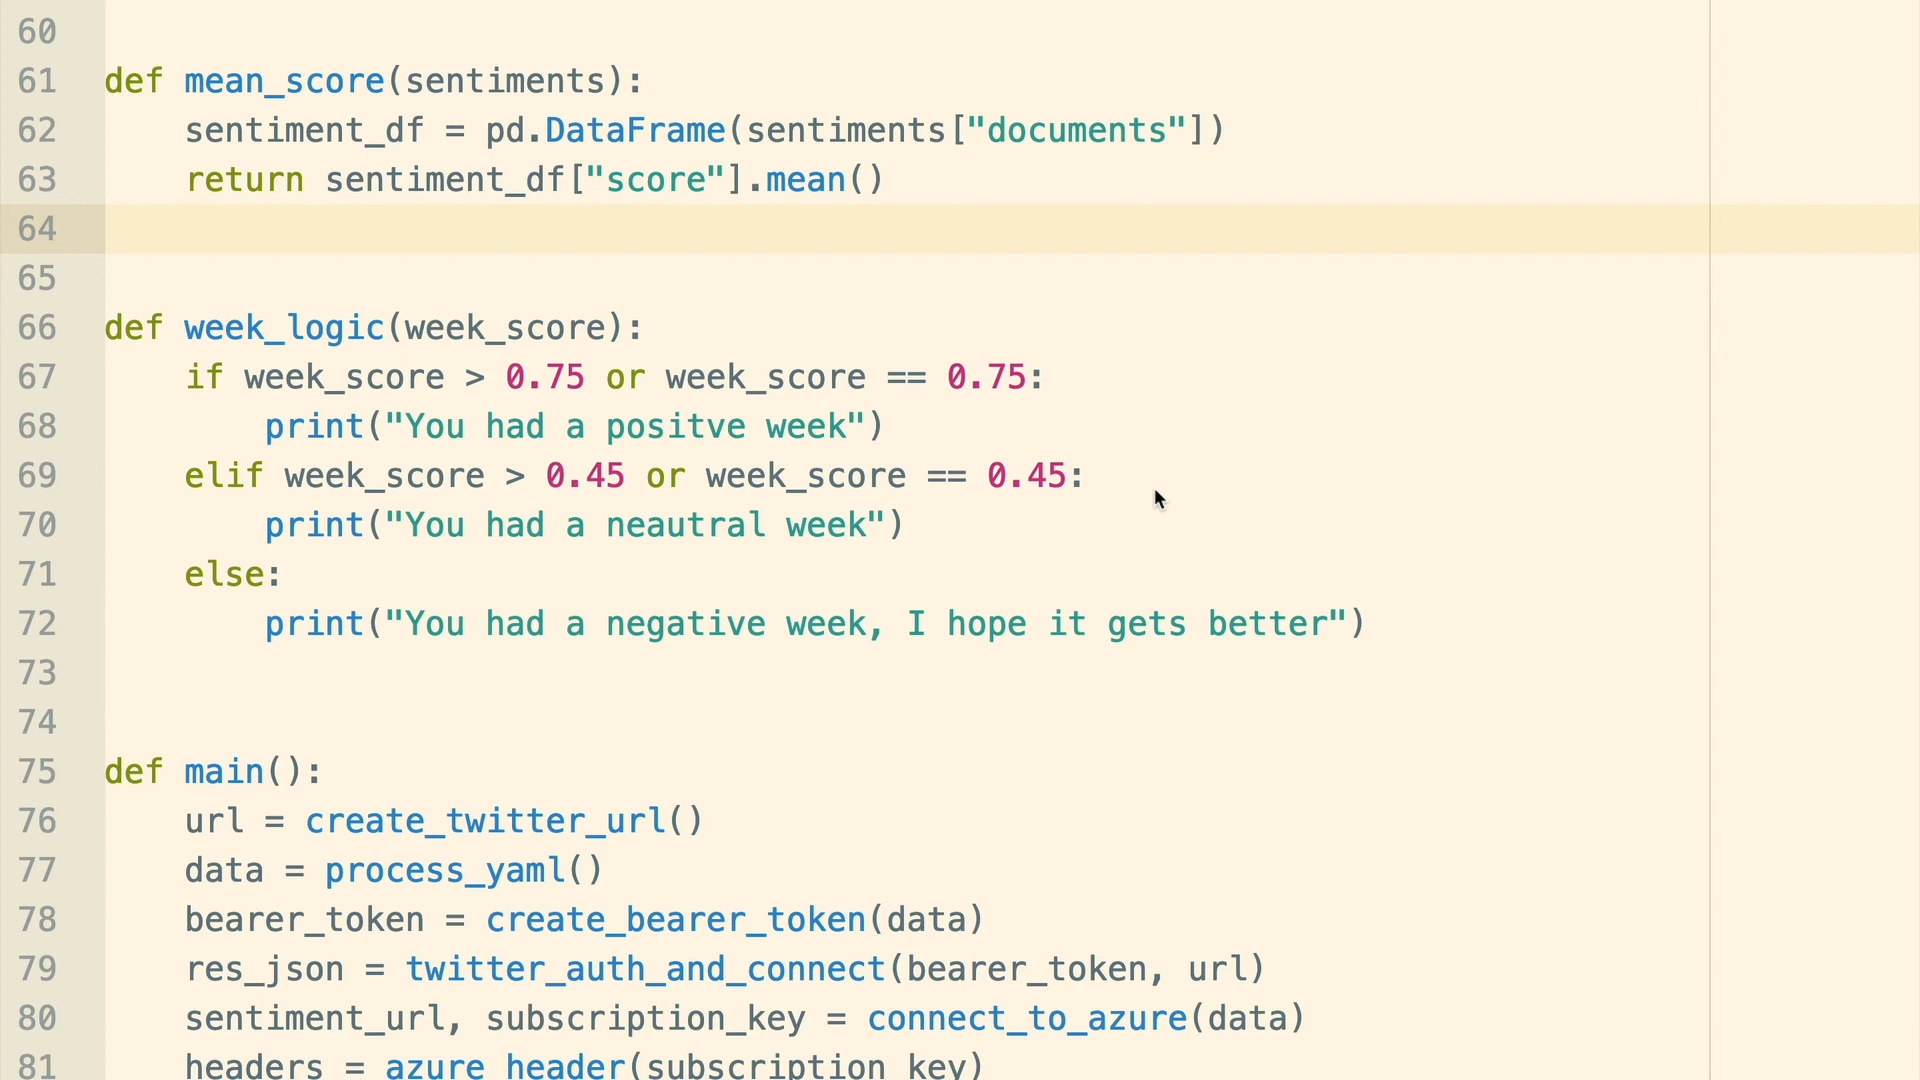 60
61 def mean_score(sentiments):
62     sentiment_df = pd.DataFrame(sentiments["documents"])
63     return sentiment_df["score"].mean()
64
65
66 def week_logic(week_score):
67     if week_score > 0.75 or week_score == 0.75:
68         print("You had a positve week")
69     elif week_score > 0.45 or week_score == 0.45:
70         print("You had a neautral week")
71     else:
72         print("You had a negative week, I hope it gets better")
73
74
75 def main():
76     url = create_twitter_url()
77     data = process_yaml()
78     bearer_token = create_bearer_token(data)
79     res_json = twitter_auth_and_connect(bearer_token, url)
80     sentiment_url, subscription_key = connect_to_azure(data)
81     headers = azure_header(subscription_key)